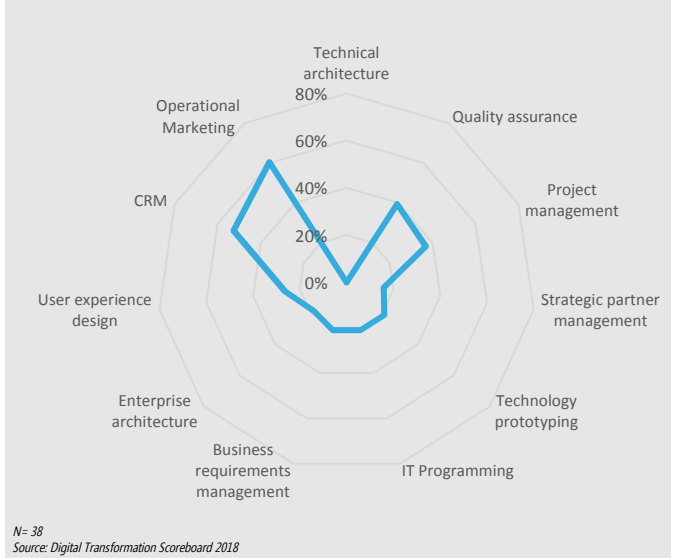 Technical
architecture
80%
Operational
Marketing
Quality assurance
60%
CRM
40%
Project
management
20%
0%
User experience
design
Strategic partner
management
Enterprise
architecture
Technology
prototyping
Business
requirements
management
IT Programming
N= 38
Source: Digital Transformation Scoreboard 2018